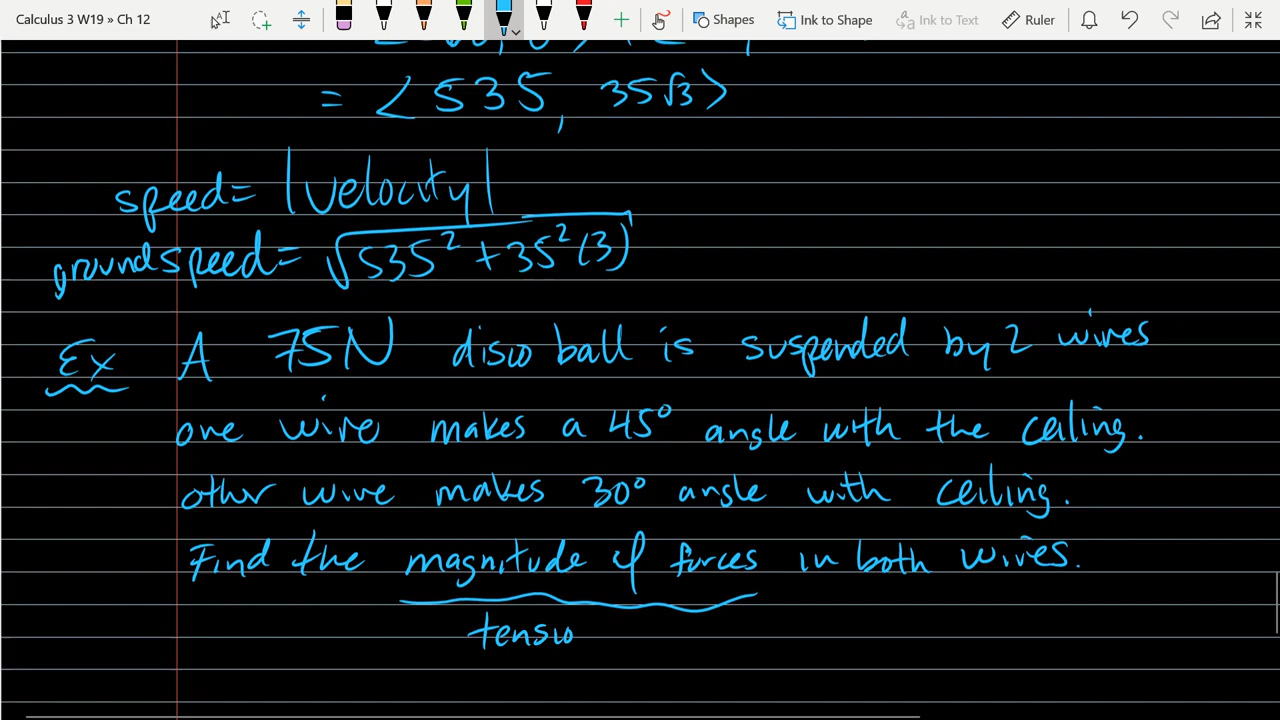 Calculus 3 W19 » Ch 12
Shapes
Ink to Shape
Ink to Text
Ruler
= < 535, 35√3 >
speed = |velocity|
groundspeed = √535² + 35²(3)
Ex A 75N disco ball is suspended by 2 wires
one wire makes a 45° angle with the ceiling.
other wire makes 30° angle with ceiling.
Find the magnitude of forces in both wires.
tensio